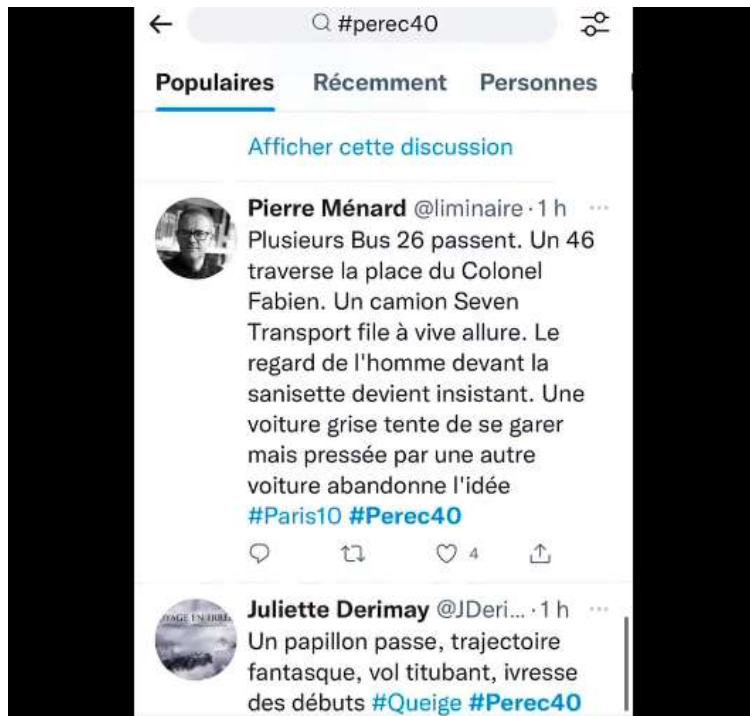 #perec40
Populaires Récemment Personnes
Afficher cette discussion
Pierre Ménard @liminaire · 1 h
Plusieurs Bus 26 passent. Un 46
traverse la place du Colonel
Fabien. Un camion Seven
Transport file à vive allure. Le
regard de l'homme devant la
sanisette devient insistant. Une
voiture grise tente de se garer
mais pressée par une autre
voiture abandonne l'idée
#Paris10 #Perec40
4
Juliette Derimay @JDeri... · 1 h
Un papillon passe, trajectoire
fantasque, vol titubant, ivresse
des débuts #Queige #Perec40